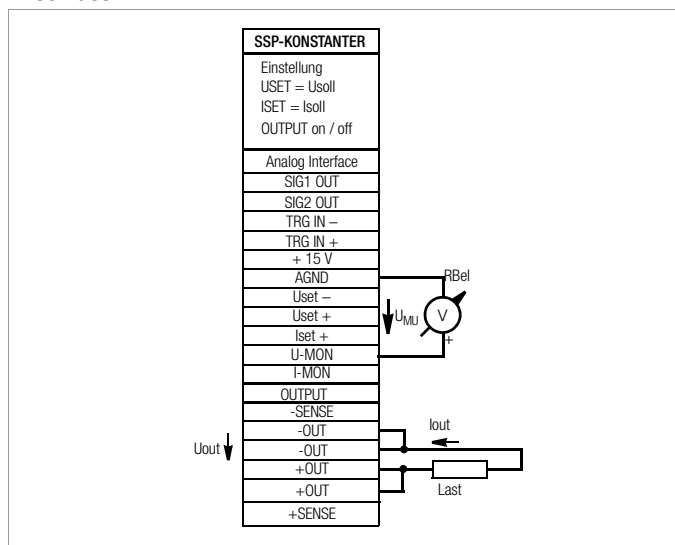 SSP-KONSTANTER
Einstellung
USET = Usoll
ISET = Isoll
OUTPUT on / off
Analog Interface
SIG1 OUT
SIG2 OUT
TRG IN –
TRG IN +
+ 15 V
AGND
RBel
Uset –
Uset +
UMU
V
Iset +
+
U-MON
I-MON
OUTPUT
-SENSE
-OUT
Iout
Uout
-OUT
+OUT
+OUT
Last
+SENSE